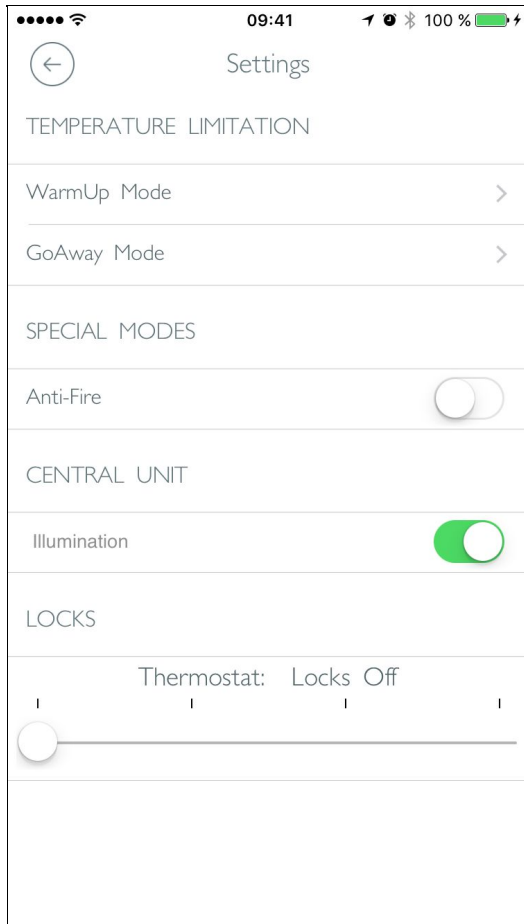 09:41
100 %
Settings
TEMPERATURE LIMITATION
WarmUp Mode
GoAway Mode
SPECIAL MODES
Anti-Fire
CENTRAL UNIT
Illumination
LOCKS
Thermostat: Locks Off